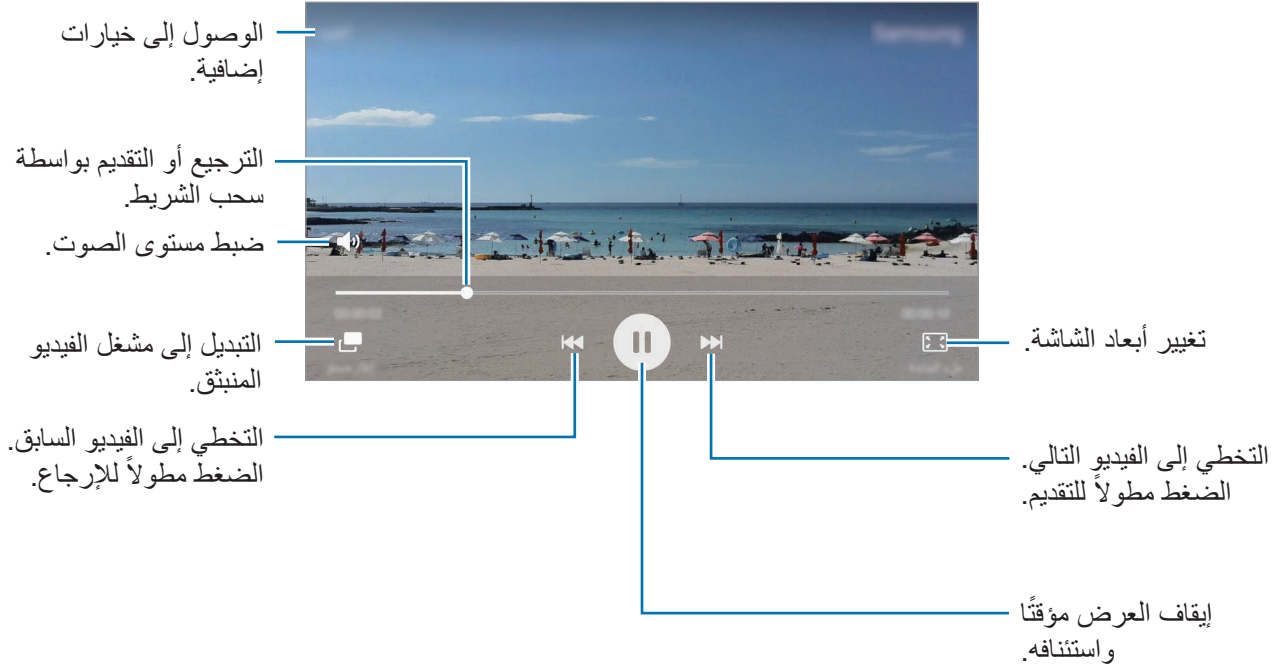 الوصول إلى خيارات
إضافية.
الترجيع أو التقديم بواسطة
سحب الشريط.
ضبط مستوى الصوت.
التبديل إلى مشغل الفيديو
المنبثق.
التخطي إلى الفيديو السابق.
الضغط مطولاً للإرجاع.
تغيير أبعاد الشاشة.
التخطي إلى الفيديو التالي.
الضغط مطولاً للتقديم.
إيقاف العرض مؤقتًا
واستئنافه.